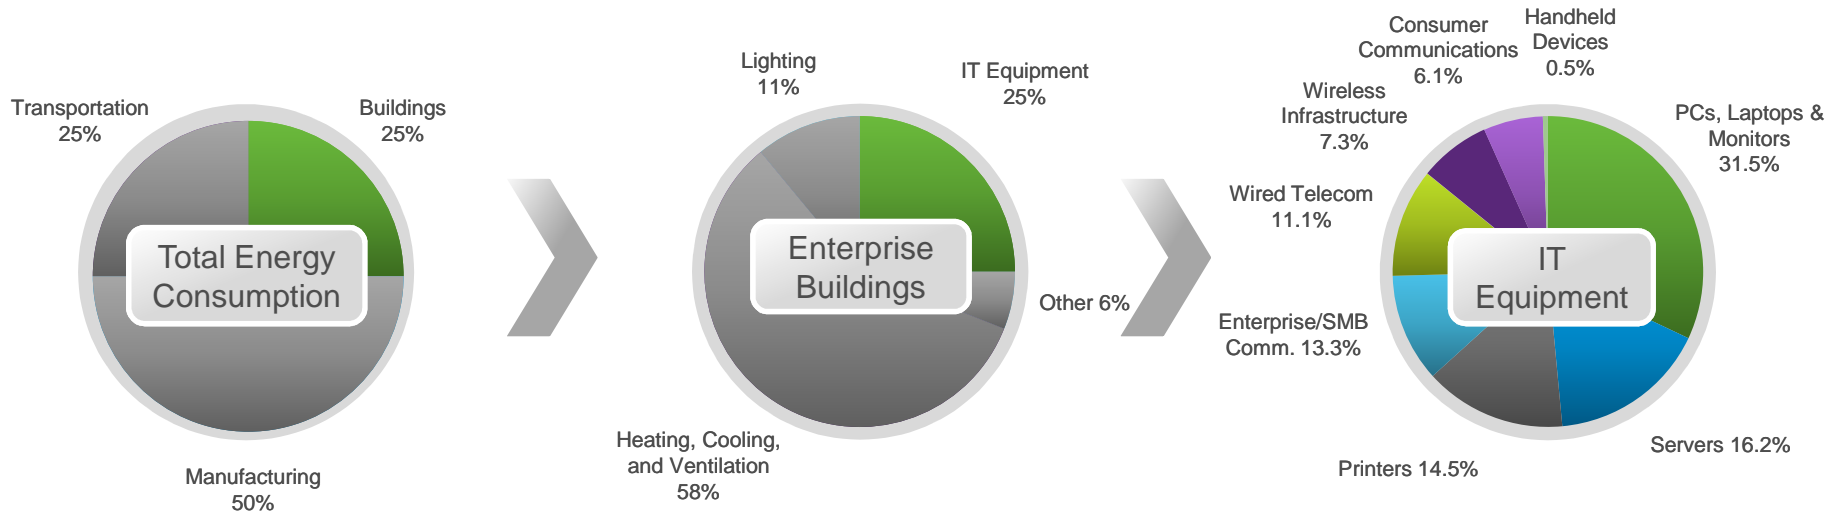 Transportation
25%
Buildings
25%
Total Energy
Consumption
Manufacturing
50%
Lighting
11%
IT Equipment
25%
Enterprise
Buildings
Other 6%
Heating, Cooling,
and Ventilation
58%
Consumer
Communications
6.1%
Handheld
Devices
0.5%
Wireless
Infrastructure
7.3%
PCs, Laptops &
Monitors
31.5%
Wired Telecom
11.1%
IT
Equipment
Enterprise/SMB
Comm. 13.3%
Servers 16.2%
Printers 14.5%